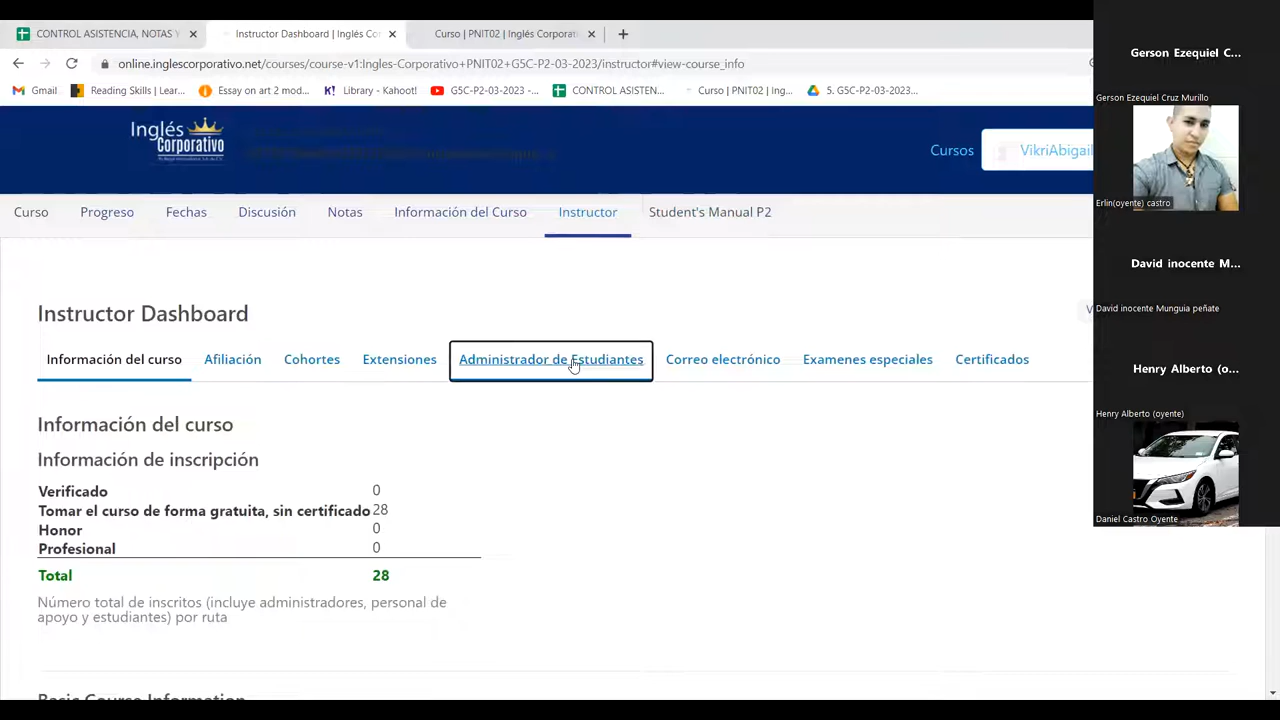 CONTROL ASISTENCIA, NOTAS Y
Instructor Dashboard | Inglés Co
Curso | PNIT02 | Inglés Corporati
online.inglescorporativo.net/courses/course-v1:Ingles-Corporativo+PNIT02+G5C-P2-03-2023/instructor#view-course_info
Gmail
Reading Skills | Lear...
Essay on art 2 mod...
Library - Kahoot!
G5C-P2-03-2023 -...
CONTROL ASISTEN...
Curso | PNIT02 | Ing...
5. G5C-P2-03-2023...
Inglés
Corporativo
Cursos
VikriAbigail
Curso
Progreso
Fechas
Discusión
Notas
Información del Curso
Instructor
Student's Manual P2
Instructor Dashboard
Información del curso
Afiliación
Cohortes
Extensiones
Administrador de Estudiantes
Correo electrónico
Examenes especiales
Certificados
Información del curso
Información de inscripción
Verificado 0
Tomar el curso de forma gratuita, sin certificado 28
Honor 0
Profesional 0
Total 28
Número total de inscritos (incluye administradores, personal de
apoyo y estudiantes) por ruta
Basic Course Information
Gerson Ezequiel C...
Gerson Ezequiel Cruz Murillo
Erlin(oyente) castro
David inocente M...
David inocente Munguia peñate
Henry Alberto (o...
Henry Alberto (oyente)
Daniel Castro Oyente